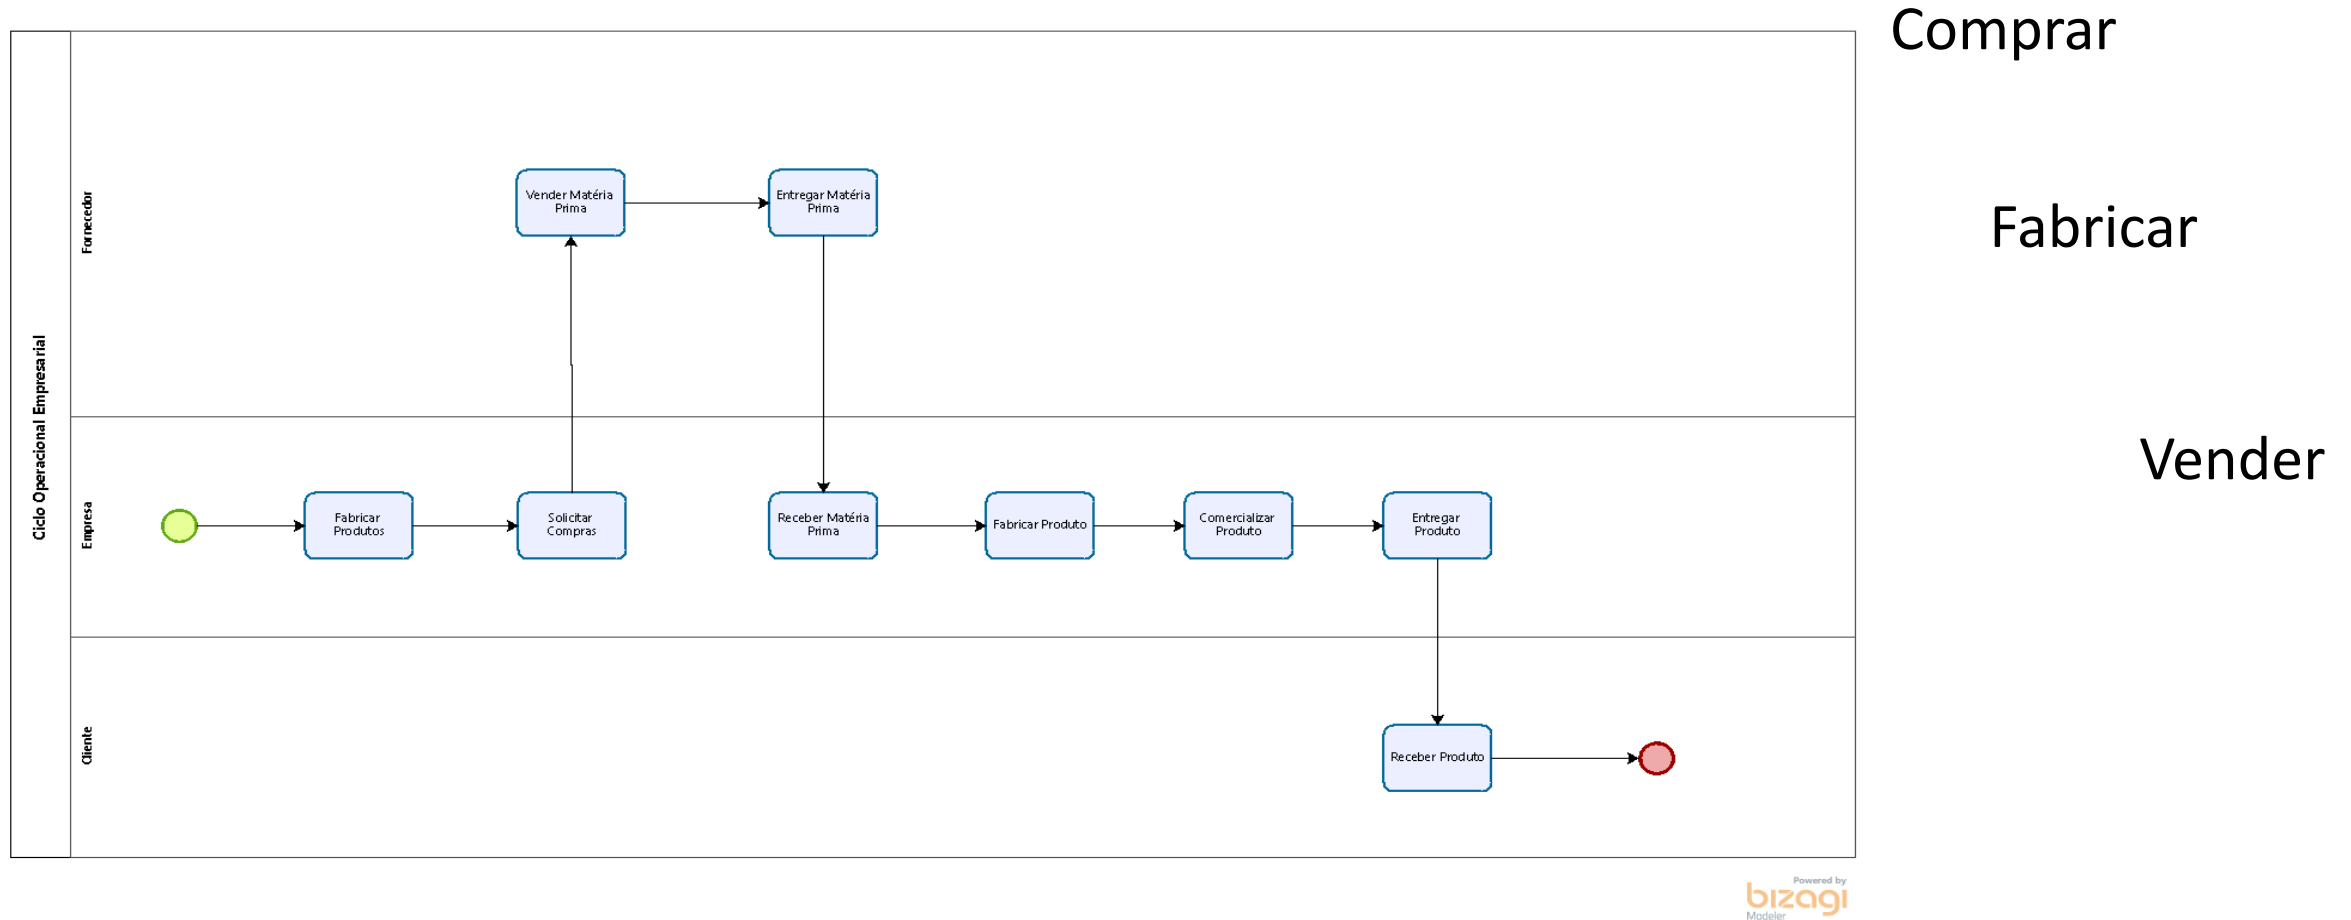 Comprar
Fabricar
Vender
Ciclo Operacional Empresarial
Fornecedor
Vender Matéria
Prima
Entregar Matéria
Prima
Empresa
Fabricar
Produtos
Solicitar
Compras
Receber Matéria
Prima
Fabricar Produto
Comercializar
Produto
Entregar
Produto
Cliente
Receber Produto
Powered by
bizagi
Modeler